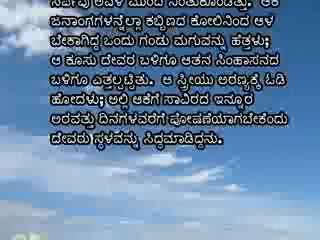 ಸರ್ಪವು ಅವಳ ಮುಂದೆ ನಿಂತುಕೊಂಡಿತ್ತು. ಆಕೆ
ಜನಾಂಗಗಳನ್ನೆಲ್ಲಾ ಕಬ್ಬಿಣದ ಕೋಲಿನಿಂದ ಆಳ
ಬೇಕಾಗಿದ್ದ ಒಂದು ಗಂಡು ಮಗುವನ್ನು ಹೆತ್ತಳು;
ಆ ಕೂಸು ದೇವರ ಬಳಿಗೂ ಆತನ ಸಿಂಹಾಸನದ
ಬಳಿಗೂ ಎತ್ತಲ್ಪಟ್ಟಿತು. ಆ ಸ್ತ್ರೀಯು ಅರಣ್ಯಕ್ಕೆ ಓಡಿ
ಹೋದಳು; ಅಲ್ಲಿ ಆಕೆಗೆ ಸಾವಿರದ ಇನ್ನೂರ
ಅರವತ್ತು ದಿನಗಳವರೆಗೆ ಪೋಷಣೆಯಾಗಬೇಕೆಂದು
ದೇವರು ಸ್ಥಳವನ್ನು ಸಿದ್ಧಮಾಡಿದ್ದನು.